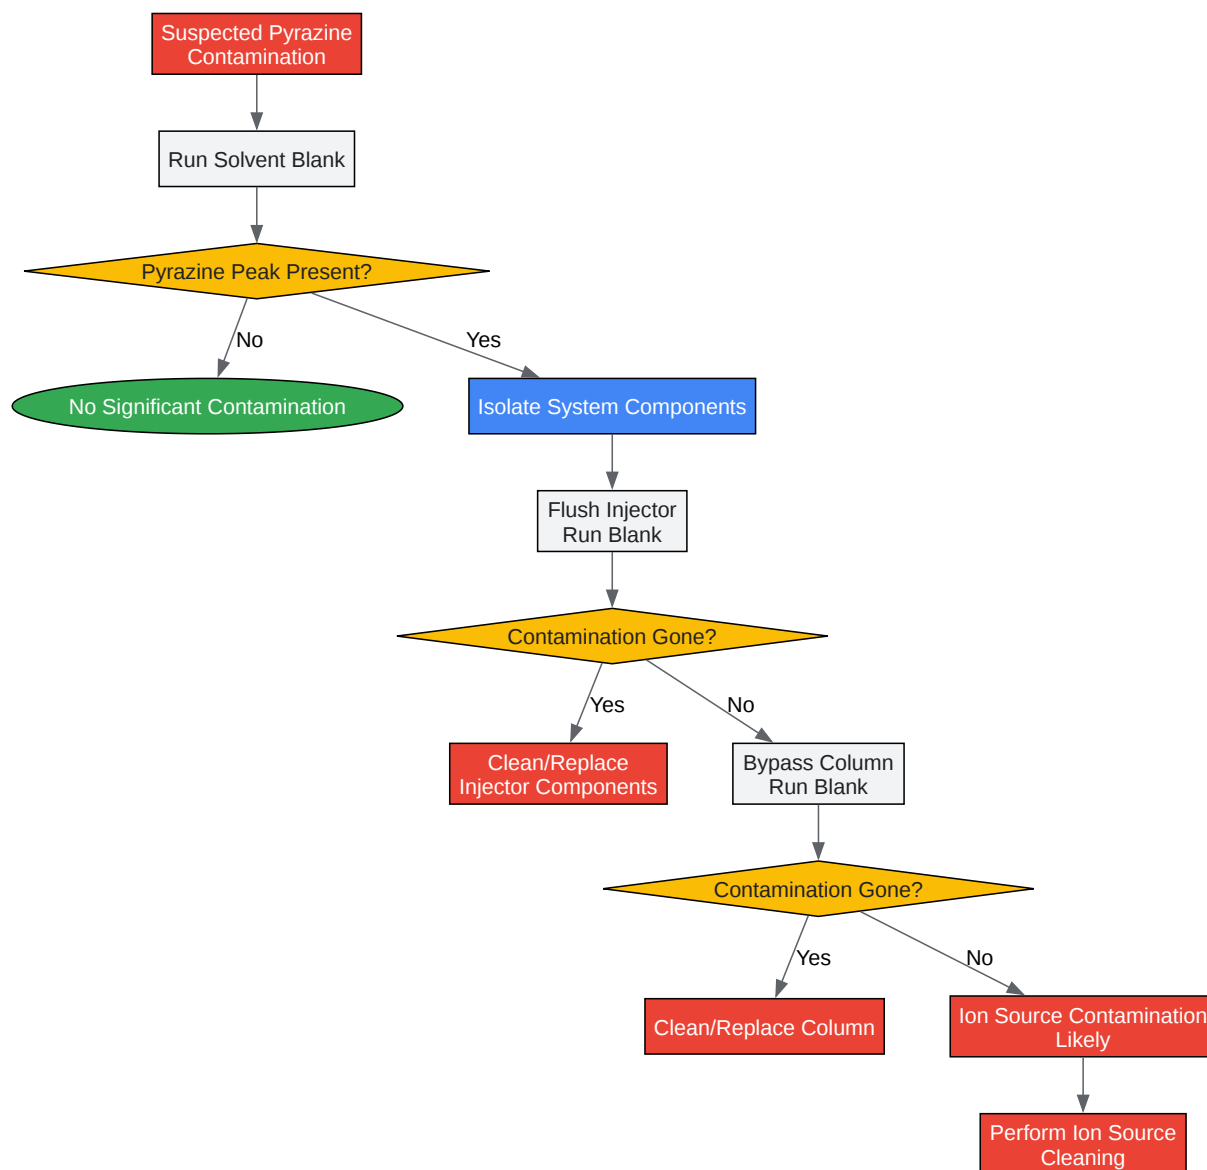 Suspected Pyrazine
Contamination
Run Solvent Blank
Pyrazine Peak Present?
No
Yes
No Significant Contamination
Isolate System Components
Flush Injector
Run Blank
Contamination Gone?
Yes
No
Clean/Replace
Injector Components
Bypass Column
Run Blank
Contamination Gone?
Yes
No
Clean/Replace Column
Ion Source Contamination
Likely
Perform Ion Source
Cleaning